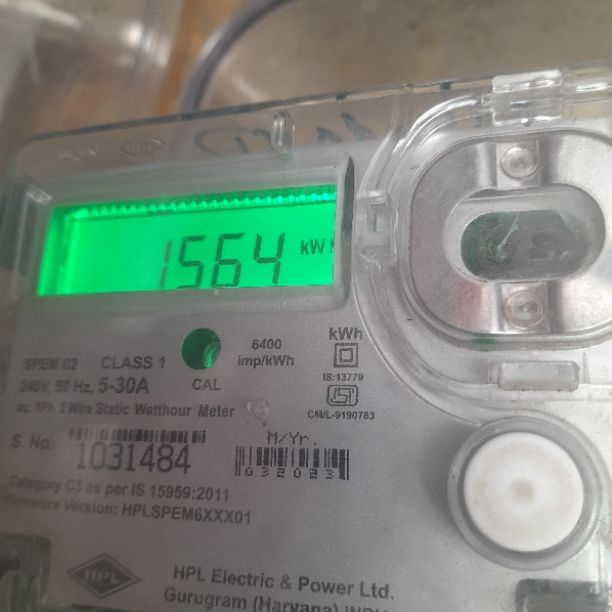 1564 kW
6400
imp/kWh
kWh
SPEM 02 CLASS 1
CAL
IS:13779
240V, 50 Hz, 5-30A
ac. 1Ph. 2Wire Static Watthour Meter
CM/L-9190783
S. No.
1031484
M/Yr.
032023
Category C3 as per IS 15959:2011
Firmware Version: HPLSPEM6XXX01
HPL
HPL Electric & Power Ltd.
Gurugram (Haryana) INDIA